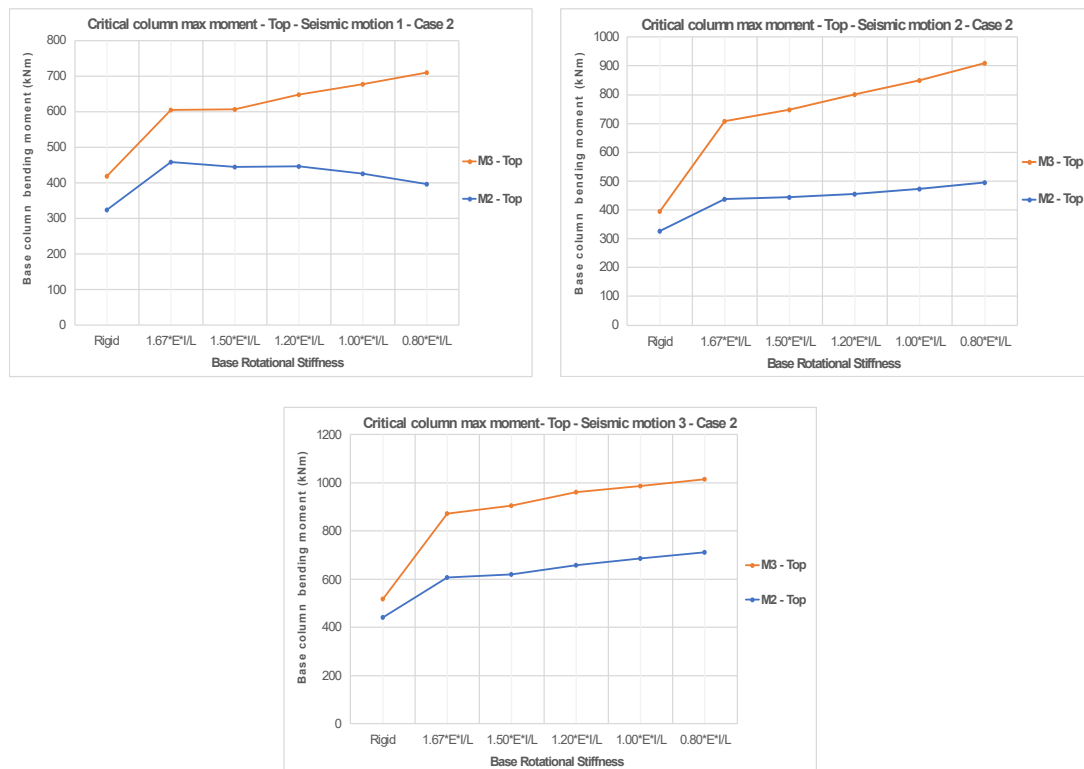 Critical column max moment - Top - Seismic motion 1 - Case 2
Base column bending moment (kNm)
800
700
600
500
400
300
200
100
0
Rigid 1.67*E*I/L 1.50*E*I/L 1.20*E*I/L 1.00*E*I/L 0.80*E*I/L
Base Rotational Stiffness
M3 - Top
M2 - Top
Critical column max moment - Top - Seismic motion 2 - Case 2
Base column bending moment (kNm)
1000
900
800
700
600
500
400
300
200
100
0
Rigid 1.67*E*I/L 1.50*E*I/L 1.20*E*I/L 1.00*E*I/L 0.80*E*I/L
Base Rotational Stiffness
M3 - Top
M2 - Top
Critical column max moment- Top - Seismic motion 3 - Case 2
Base column bending moment (kNm)
1200
1000
800
600
400
200
0
Rigid 1.67*E*I/L 1.50*E*I/L 1.20*E*I/L 1.00*E*I/L 0.80*E*I/L
Base Rotational Stiffness
M3 - Top
M2 - Top